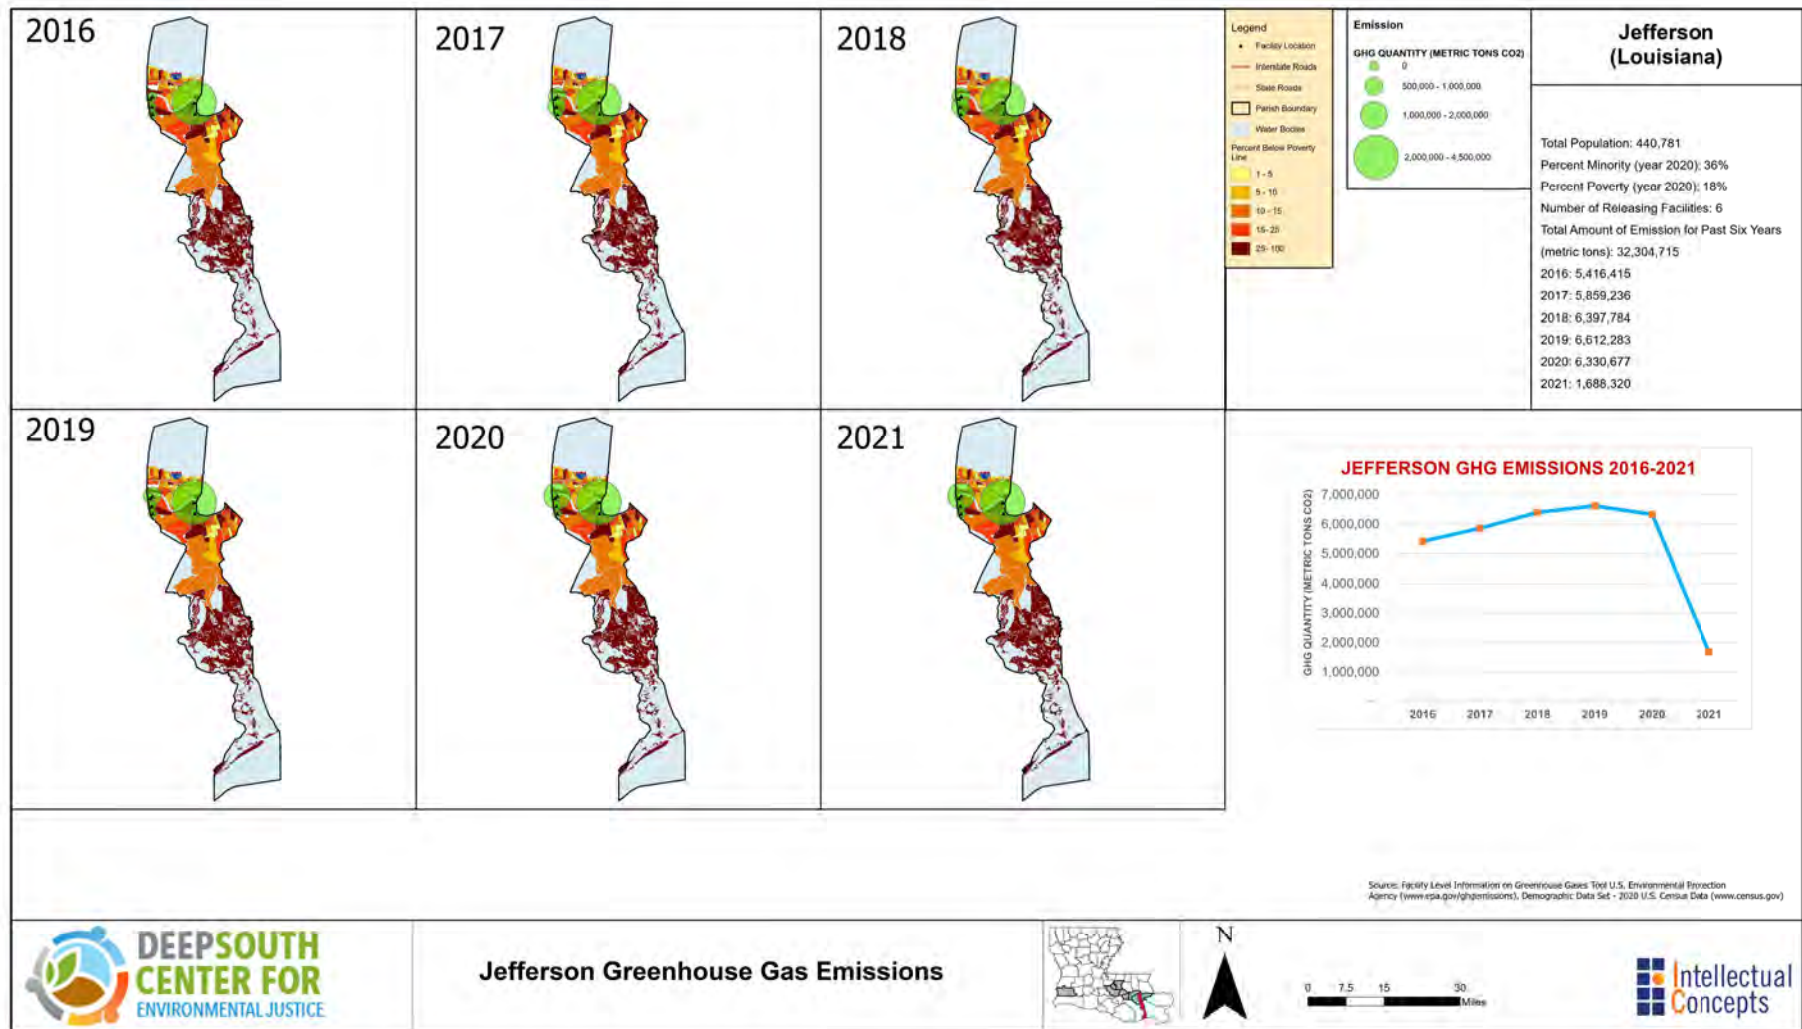 2016
2017
2018
Legend
Facility Location
Interstate Roads
State Roads
Parish Boundary
Water Bodies
Percent Below Poverty
Line
1 - 5
5 - 10
10 - 15
15- 25
25- 100
Emission
GHG QUANTITY (METRIC TONS CO2)
0
500,000 - 1,000,000
1,000,000 - 2,000,000
2,000,000 - 4,500,000
Jefferson
(Louisiana)
Total Population: 440,781
Percent Minority (year 2020): 36%
Percent Poverty (year 2020): 18%
Number of Releasing Facilities: 6
Total Amount of Emission for Past Six Years
(metric tons): 32,304,715
2016: 5,416,415
2017: 5,859,236
2018: 6,397,784
2019: 6,612,283
2020: 6,330,677
2021: 1,688,320
2019
2020
2021
JEFFERSON GHG EMISSIONS 2016-2021
GHG QUANTITY (METRIC TONS CO2)
7,000,000
6,000,000
5,000,000
4,000,000
3,000,000
2,000,000
1,000,000
-
2016 2017 2018 2019 2020 2021
Source: Facility Level Information on Greenhouse Gases Tool U.S. Environmental Protection
Agency (www.epa.gov/ghgemissions), Demographic Data Set - 2020 U.S. Census Data (www.census.gov)
DEEPSOUTH
CENTER FOR
ENVIRONMENTAL JUSTICE
Jefferson Greenhouse Gas Emissions
N
0 7.5 15 30
Miles
Intellectual
Concepts